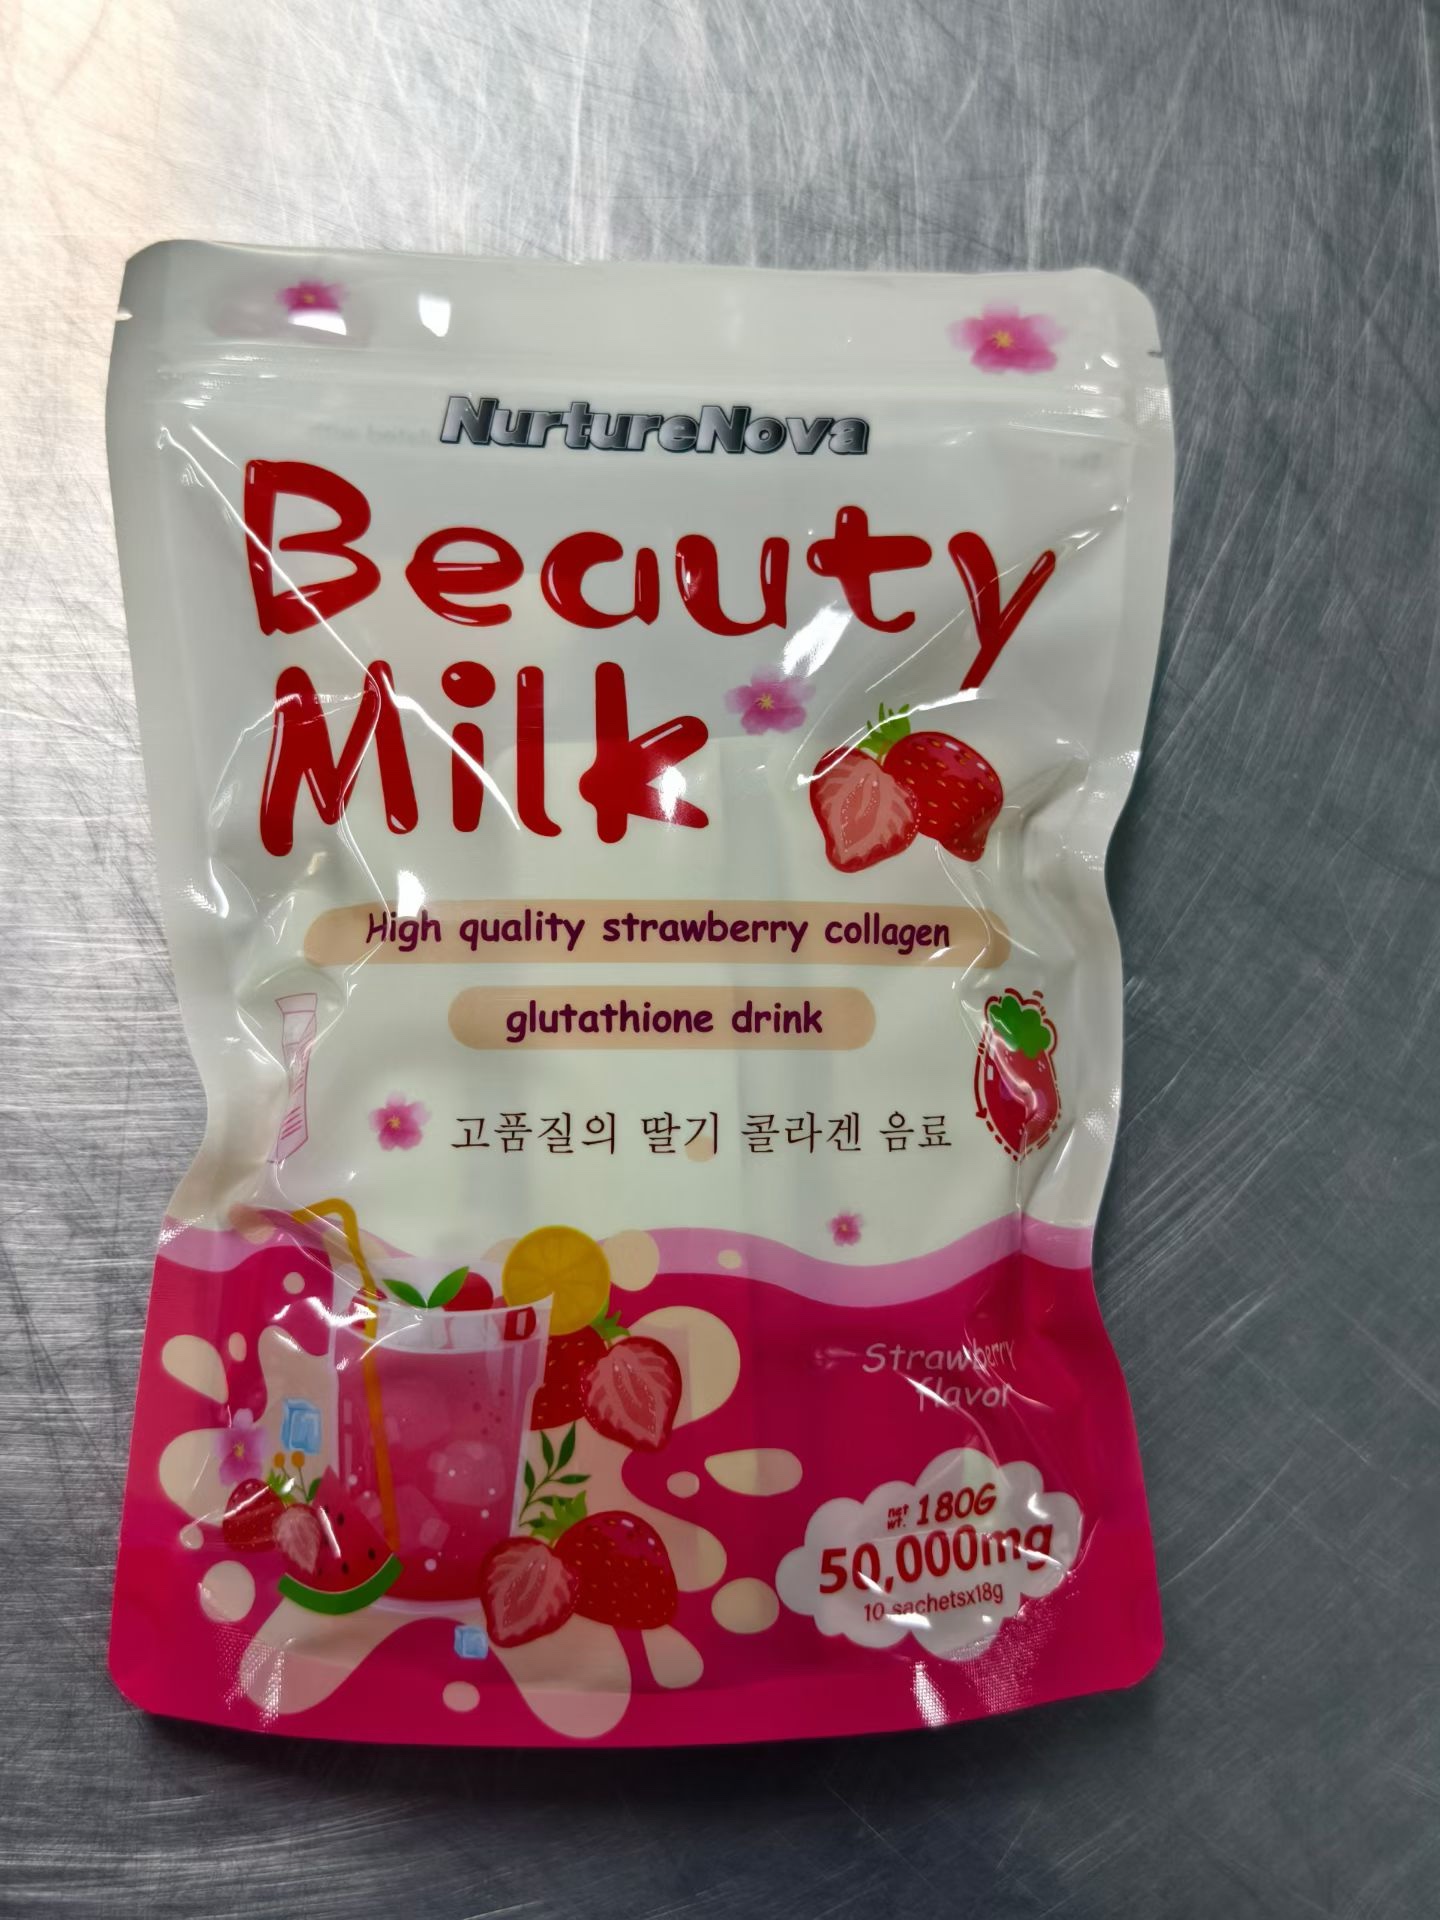 NurtureNova
Beauty
Milk
High quality strawberry collagen
glutathione drink
고품질의 딸기 콜라겐 음료
Strawberry
flavor
net wt. 180G
50,000mg
10 sachetsx18g